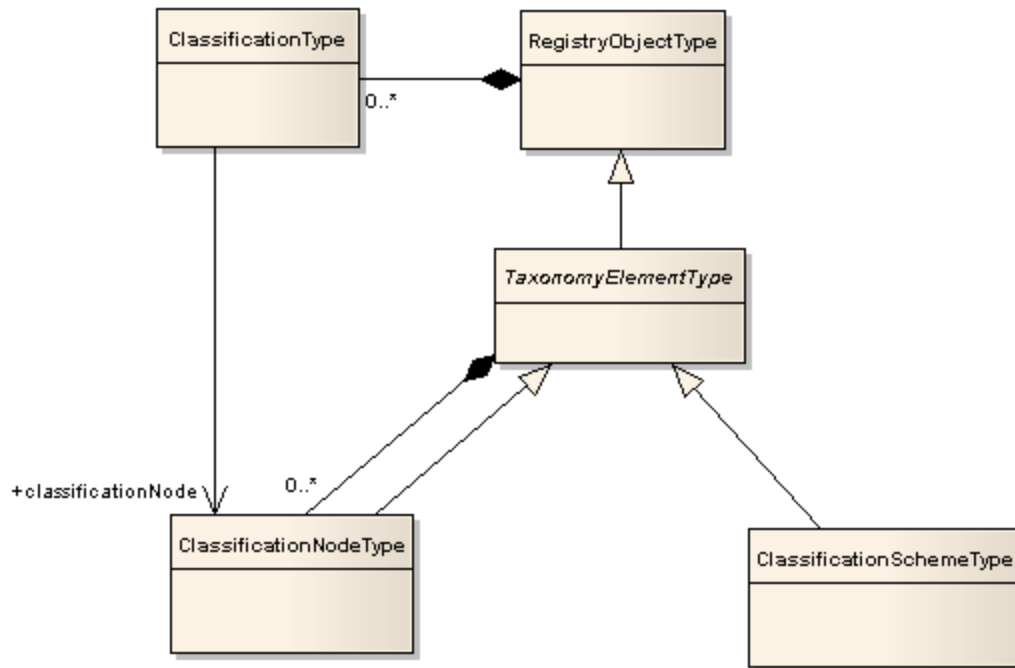 ClassificationType
RegistryObjectType
0..*
TaxonomyElementType
0..*
+classificationNode
ClassificationNodeType
ClassificationSchemeType